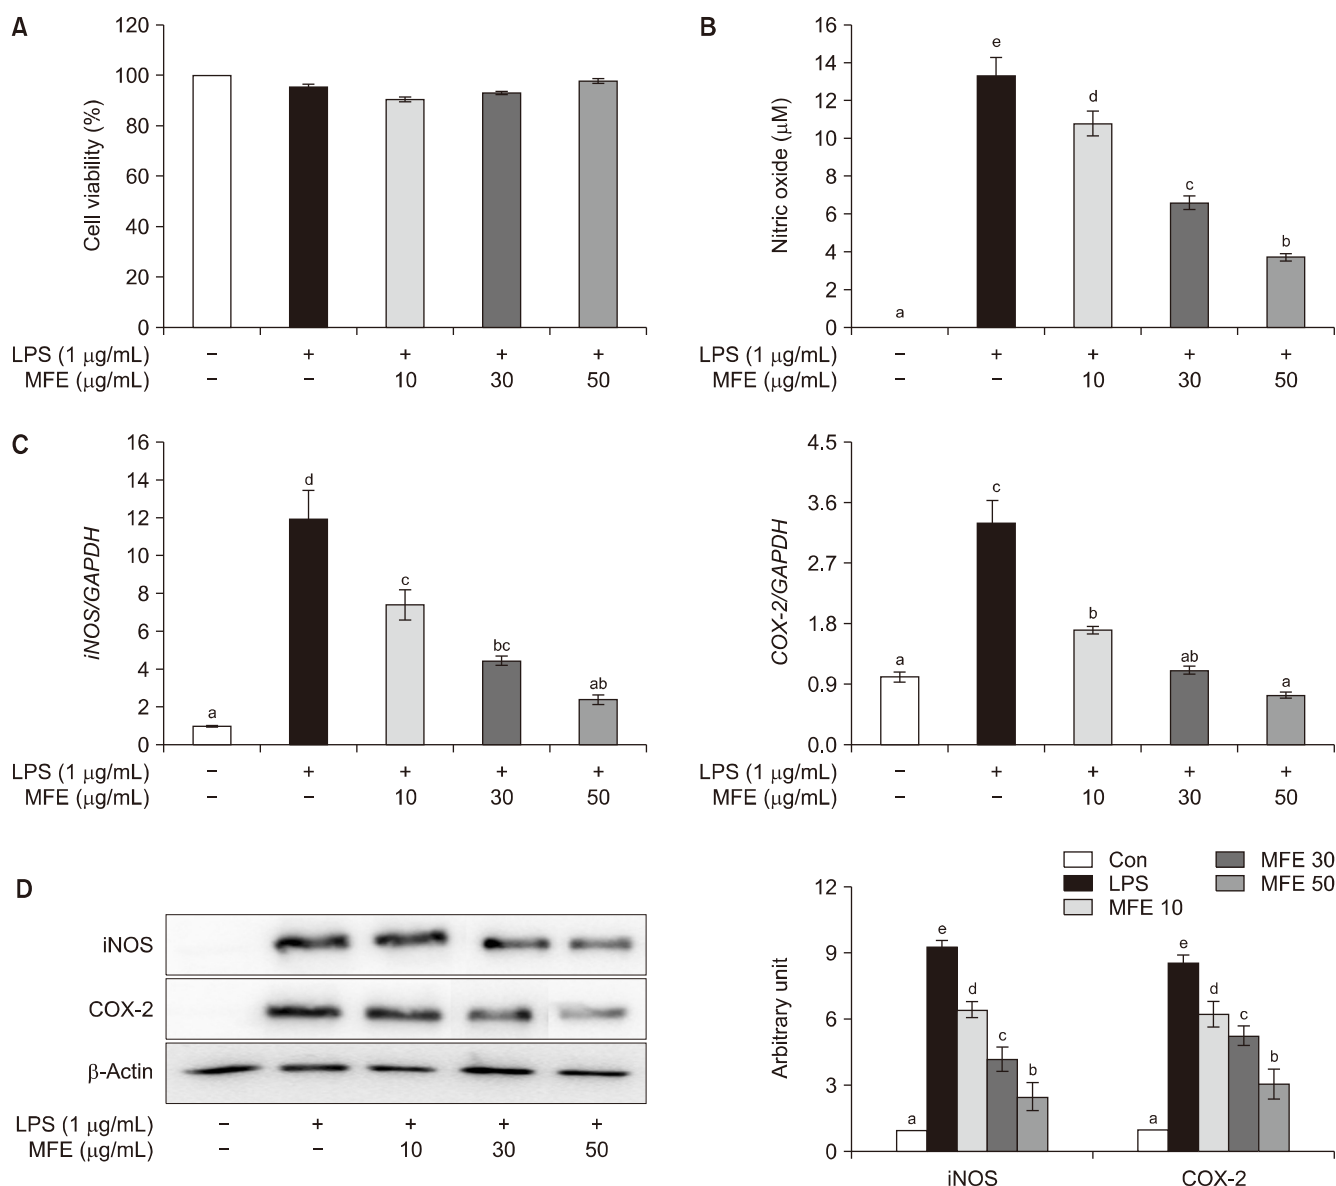 A
120
100
80
60
40
20
0
Cell viability (%)
LPS (1 μg/mL) – + + + +
MFE (μg/mL) – – 10 30 50
B
16
14
12
10
8
6
4
2
0
Nitric oxide (μM)
a e d c b
LPS (1 μg/mL) – + + + +
MFE (μg/mL) – – 10 30 50
C
16
14
12
10
8
6
4
2
0
iNOS/GAPDH
a d c bc ab
LPS (1 μg/mL) – + + + +
MFE (μg/mL) – – 10 30 50
4.5
3.6
2.7
1.8
0.9
0.0
COX-2/GAPDH
a c b ab a
LPS (1 μg/mL) – + + + +
MFE (μg/mL) – – 10 30 50
D
iNOS
COX-2
β-Actin
LPS (1 μg/mL) – + + + +
MFE (μg/mL) – – 10 30 50
Con
LPS
MFE 10
MFE 30
MFE 50
12
9
6
3
0
Arbitrary unit
a e d c b
a e d c b
iNOS COX-2